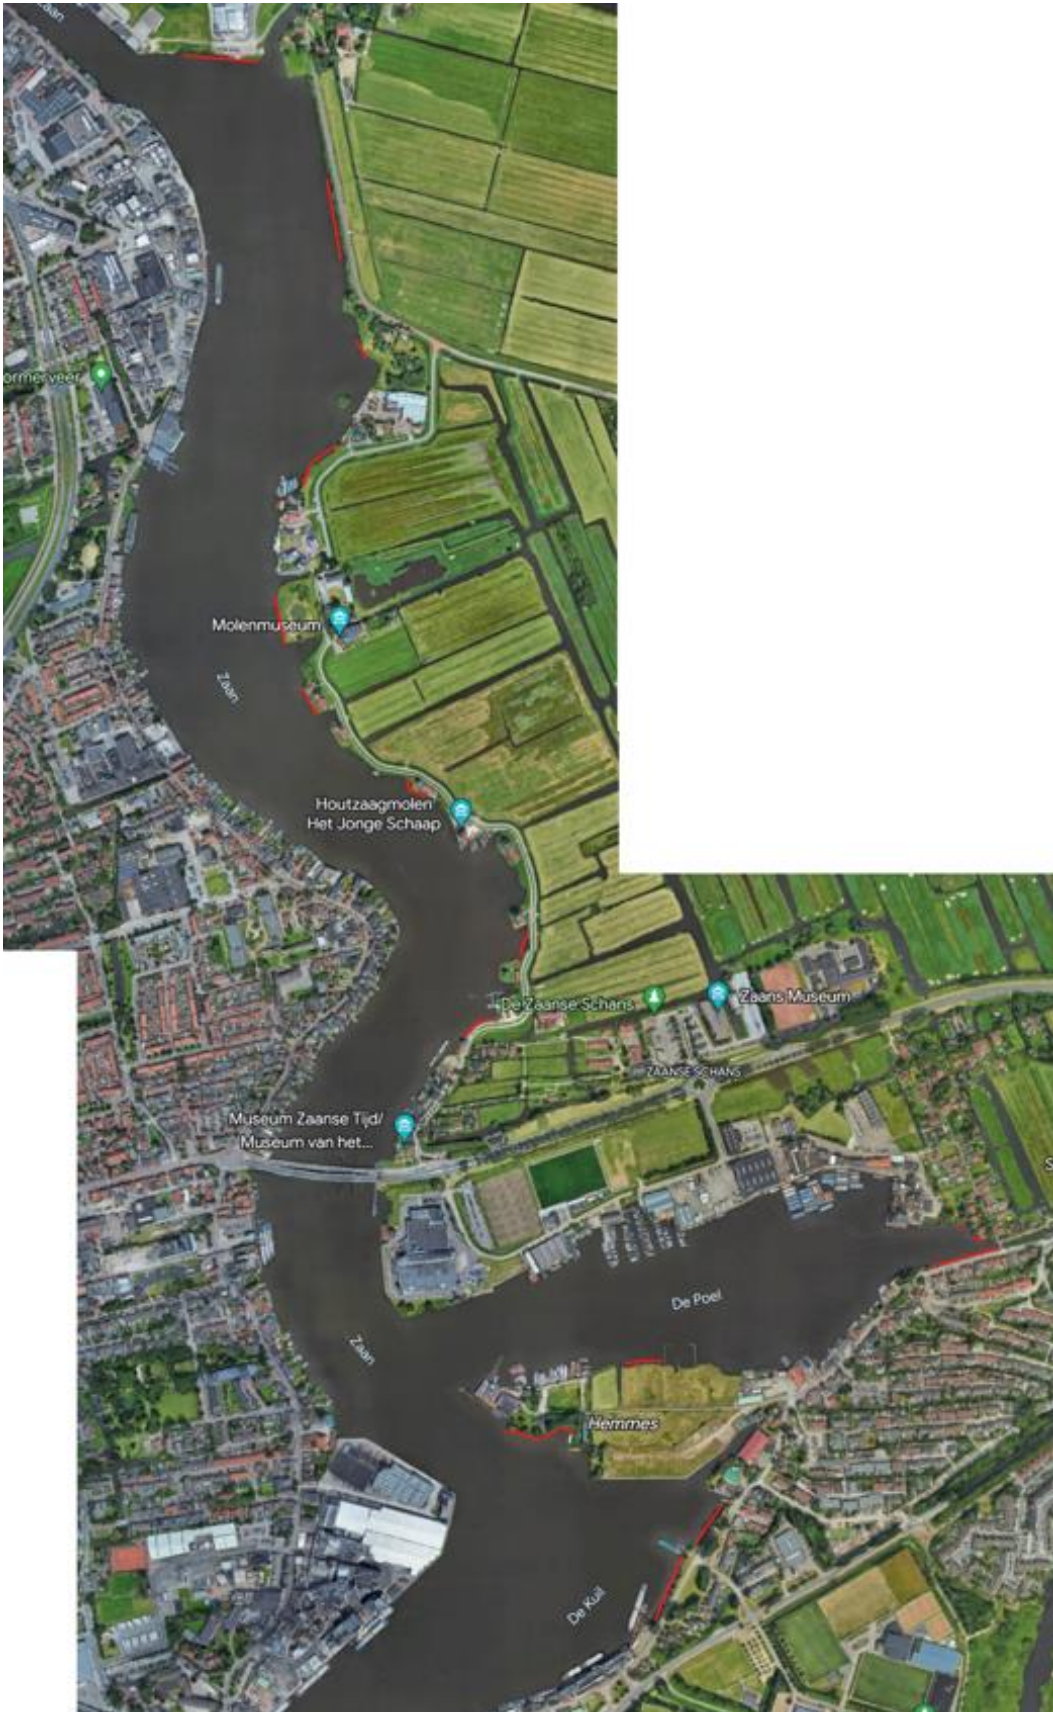 Zaan
ormerveer
Molenmuseum
Zaan
Houtzaagmolen
Het Jonge Schaap
De Zaanse Schans
Zaans Museum
ZAANSE SCHANS
Museum Zaanse Tijd/
Museum van het...
S
De Poel
Zaan
Hemmes
De Kuil